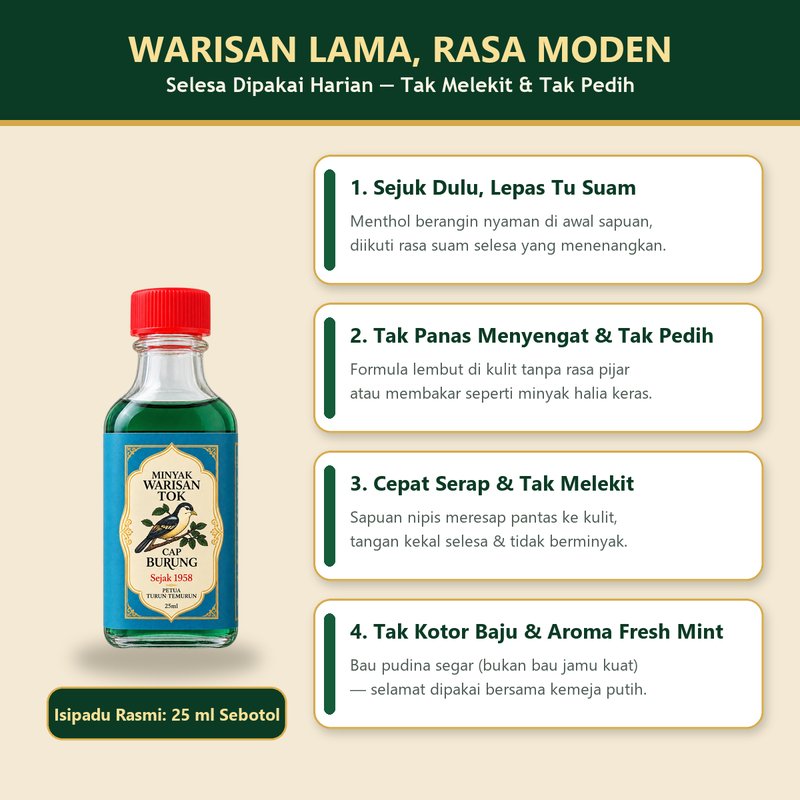 WARISAN LAMA, RASA MODEN
Selesa Dipakai Harian — Tak Melekit & Tak Pedih
1. Sejuk Dulu, Lepas Tu Suam
Menthol berangin nyaman di awal sapuan,
diikuti rasa suam selesa yang menenangkan.
2. Tak Panas Menyengat & Tak Pedih
Formula lembut di kulit tanpa rasa pijar
atau membakar seperti minyak halia keras.
3. Cepat Serap & Tak Melekit
Sapuan nipis meresap pantas ke kulit,
tangan kekal selesa & tidak berminyak.
4. Tak Kotor Baju & Aroma Fresh Mint
Bau pudina segar (bukan bau jamu kuat)
— selamat dipakai bersama kemeja putih.
MINYAK
WARISAN
TOK
CAP
BURUNG
Sejak 1958
PETUA
TURUN TEMURUN
25ml
Isipadu Rasmi: 25 ml Sebotol